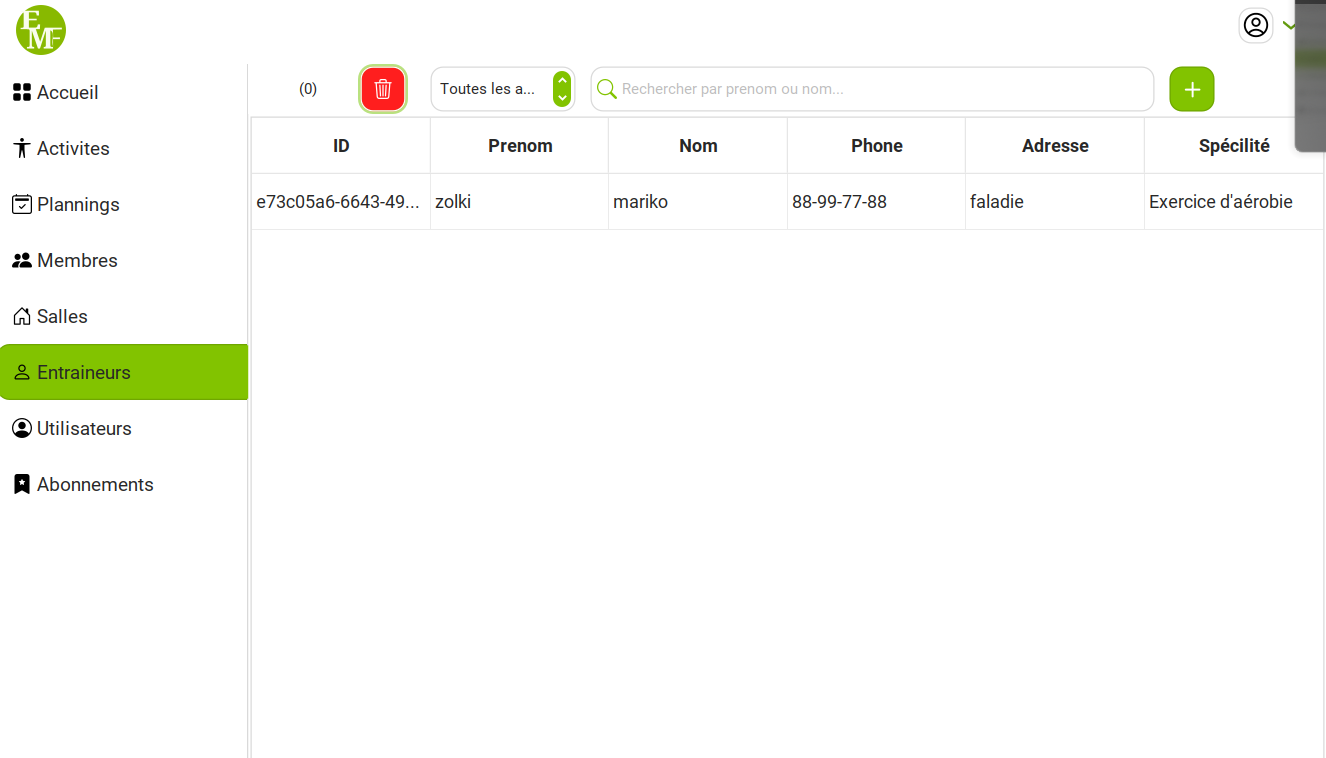 EMF
Accueil
Activites
Plannings
Membres
Salles
Entraineurs
Utilisateurs
Abonnements
(0) Toutes les a... Rechercher par prenom ou nom...
ID Prenom Nom Phone Adresse Spécilité
e73c05a6-6643-49... zolki mariko 88-99-77-88 faladie Exercice d'aérobie